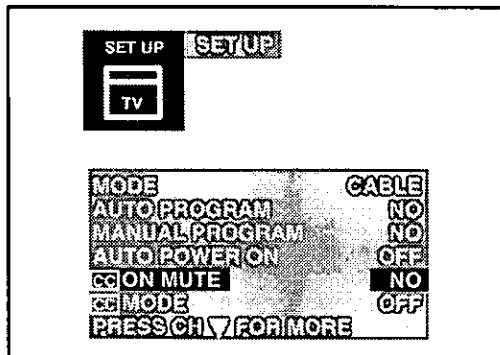 SET UP SET UP
TV
MODE CABLE
AUTO PROGRAM NO
MANUAL PROGRAM NO
AUTO POWER ON OFF
CC ON MUTE NO
CC MODE OFF
PRESS CH ▽ FOR MORE